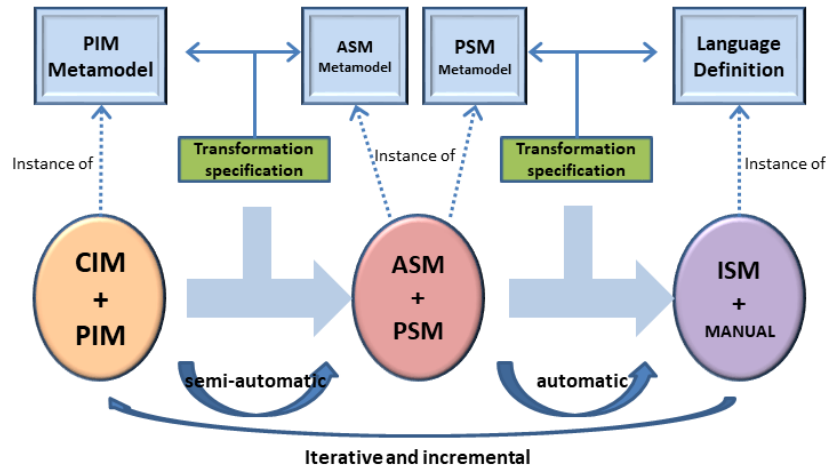 PIM
Metamodel
ASM
Metamodel
PSM
Metamodel
Language
Definition
Transformation
specification
Transformation
specification
Instance of
Instance of
Instance of
CIM
+
PIM
ASM
+
PSM
ISM
+
MANUAL
semi-automatic
automatic
Iterative and incremental